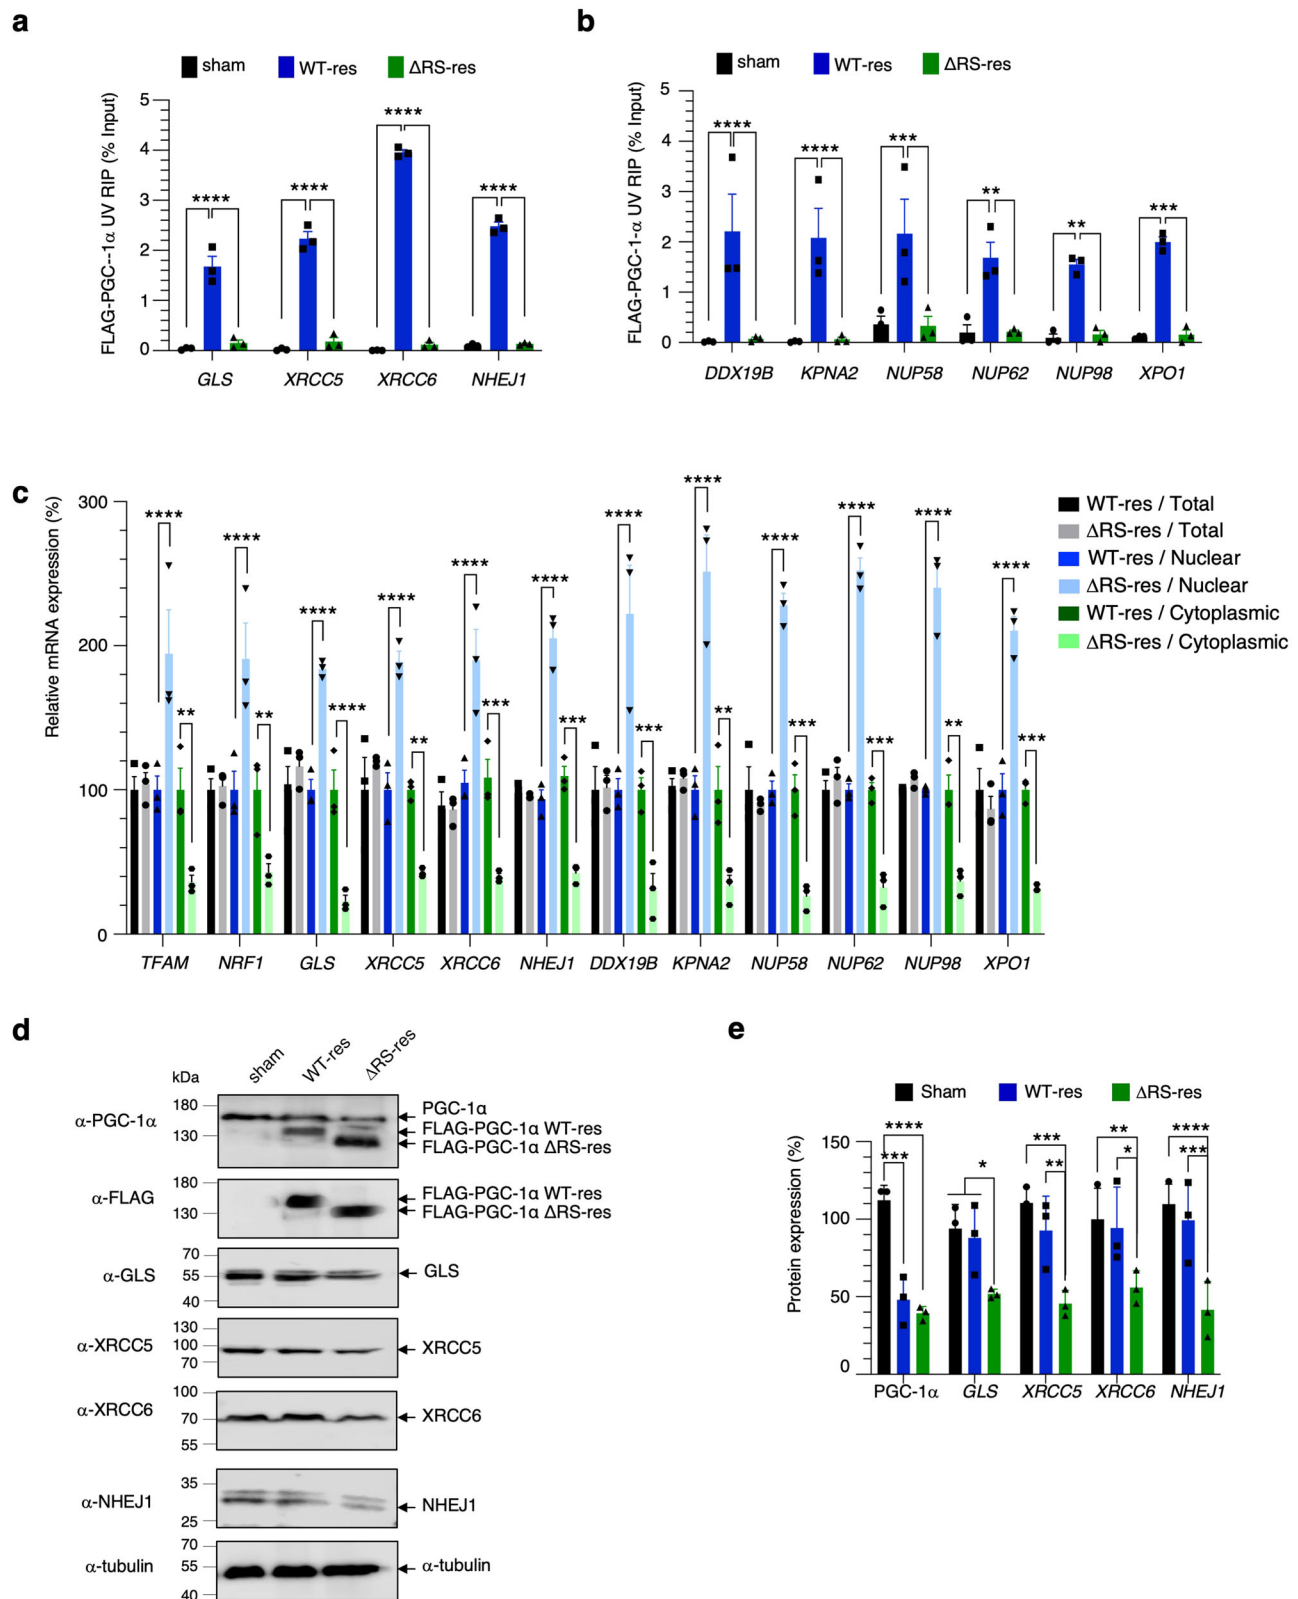 a
sham WT-res ΔRS-res
FLAG-PGC--1α UV RIP (% Input)
5
4
3
2
1
0
**** **** **** ****
GLS XRCC5 XRCC6 NHEJ1
b
sham WT-res ΔRS-res
FLAG-PGC-1-α UV RIP (% Input)
5
4
3
2
1
0
**** **** *** ** ** ***
DDX19B KPNA2 NUP58 NUP62 NUP98 XPO1
c
Relative mRNA expression (%)
300
200
100
0
**** **** **** **** **** **** **** **** **** **** **** ****
** ** **** ** *** *** *** ** *** *** ** ***
TFAM NRF1 GLS XRCC5 XRCC6 NHEJ1 DDX19B KPNA2 NUP58 NUP62 NUP98 XPO1
WT-res / Total
ΔRS-res / Total
WT-res / Nuclear
ΔRS-res / Nuclear
WT-res / Cytoplasmic
ΔRS-res / Cytoplasmic
d
kDa sham WT-res ΔRS-res
α-PGC-1α
180
130
PGC-1α
FLAG-PGC-1α WT-res
FLAG-PGC-1α ΔRS-res
α-FLAG
180
130
FLAG-PGC-1α WT-res
FLAG-PGC-1α ΔRS-res
α-GLS
70
55
40
GLS
α-XRCC5
130
100
70
XRCC5
α-XRCC6
100
70
55
XRCC6
α-NHEJ1
35
25
NHEJ1
α-tubulin
70
55
40
α-tubulin
e
Sham WT-res ΔRS-res
Protein expression (%)
150
100
50
0
**** *** * *** ** ** * **** ***
PGC-1α GLS XRCC5 XRCC6 NHEJ1